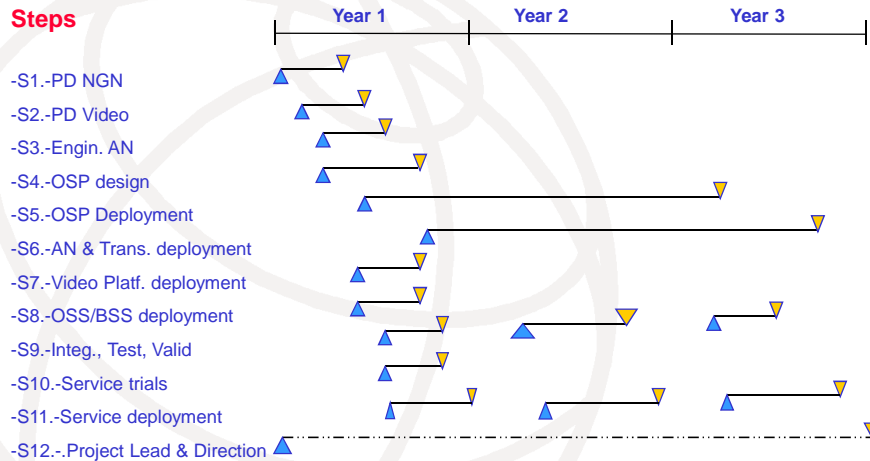 Steps
Year 1
Year 2
Year 3
-S1.-PD NGN
-S2.-PD Video
-S3.-Engin. AN
-S4.-OSP design
-S5.-OSP Deployment
-S6.-AN & Trans. deployment
-S7.-Video Platf. deployment
-S8.-OSS/BSS deployment
-S9.-Integ., Test, Valid
-S10.-Service trials
-S11.-Service deployment
-S12.-.Project Lead & Direction